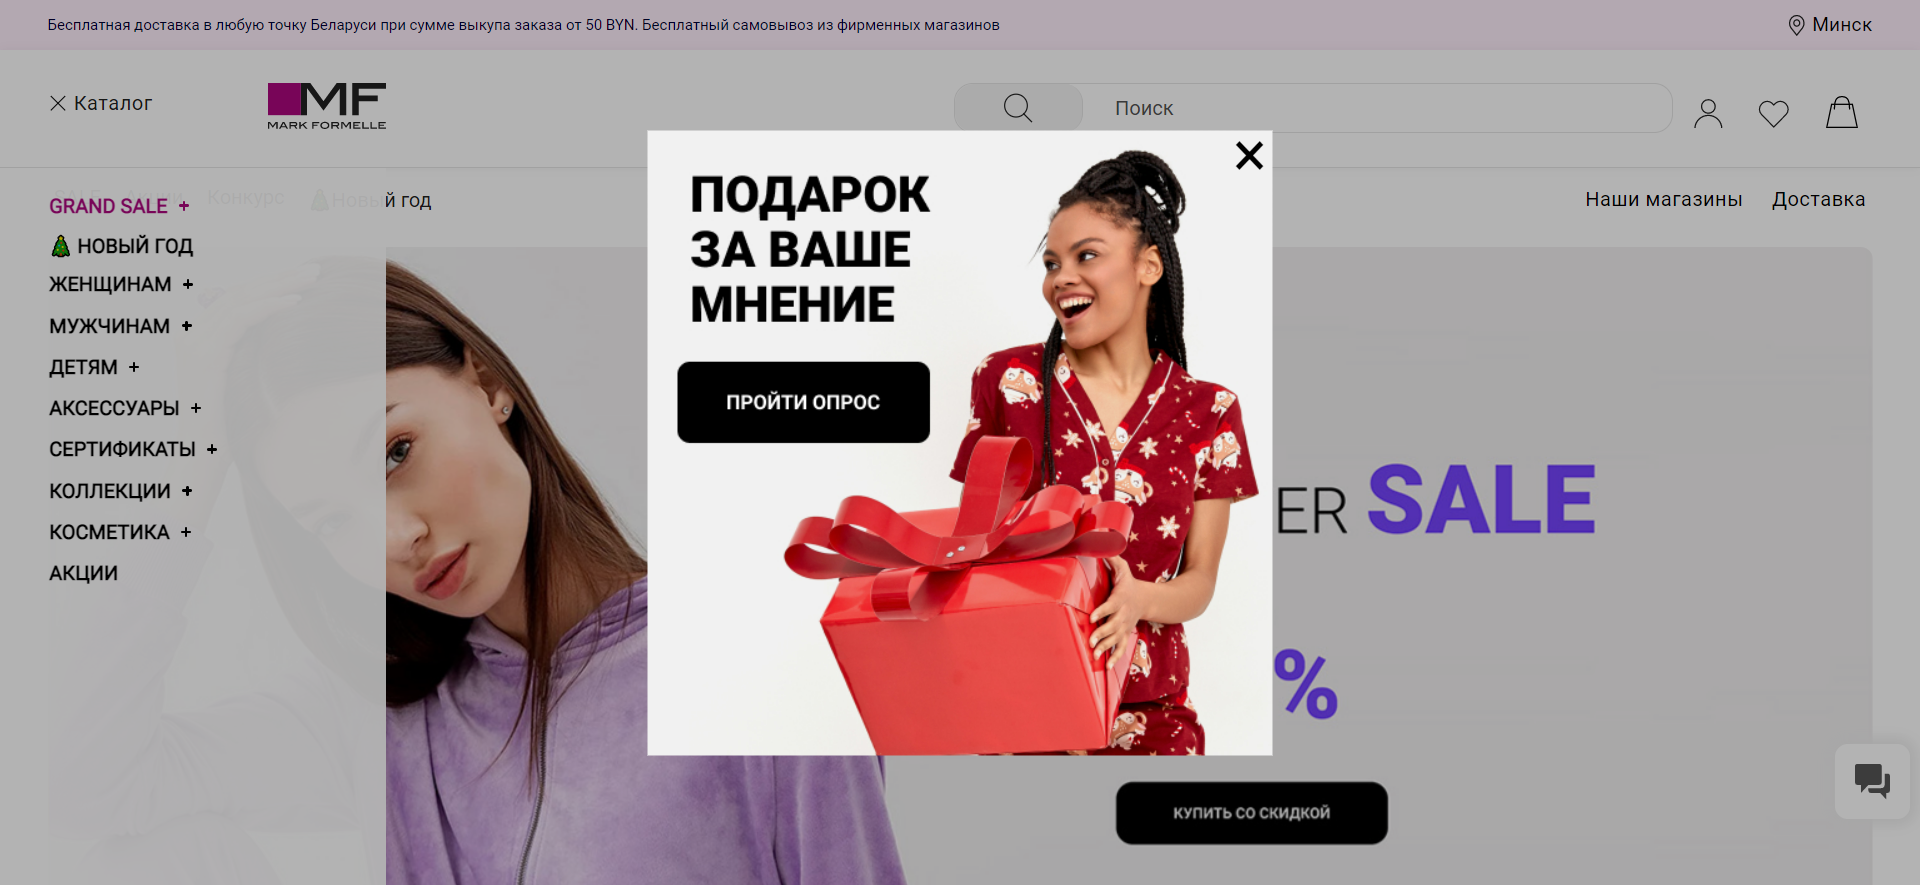 Бесплатная доставка в любую точку Беларуси при сумме выкупа заказа от 50 BYN. Бесплатный самовывоз из фирменных магазинов
Минск
Каталог
MF
MARK FORMELLE
Поиск
SALE
Акции
Конкурс
Новый год
Наши магазины
Доставка
GRAND SALE +
НОВЫЙ ГОД
ЖЕНЩИНАМ +
МУЖЧИНАМ +
ДЕТЯМ +
АКСЕССУАРЫ +
СЕРТИФИКАТЫ +
КОЛЛЕКЦИИ +
КОСМЕТИКА +
АКЦИИ
ПОДАРОК
ЗА ВАШЕ
МНЕНИЕ
ПРОЙТИ ОПРОС
ER SALE
%
КУПИТЬ СО СКИДКОЙ